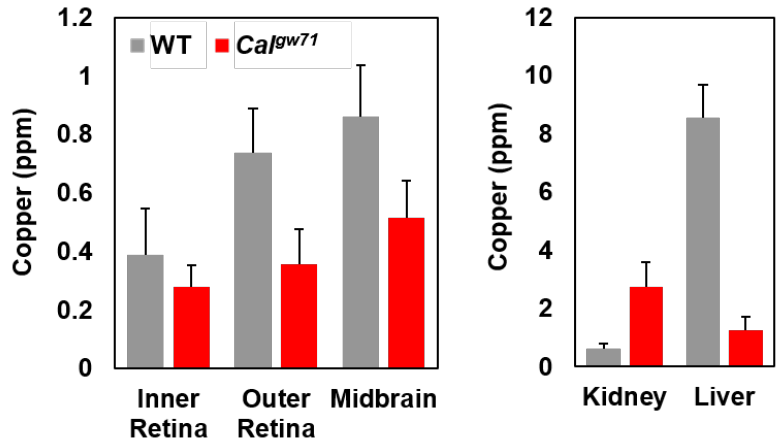 Copper (ppm)
1.2
1
0.8
0.6
0.4
0.2
0
WT
Cal^gw71
Inner
Retina
Outer
Retina
Midbrain
Copper (ppm)
12
10
8
6
4
2
0
Kidney
Liver